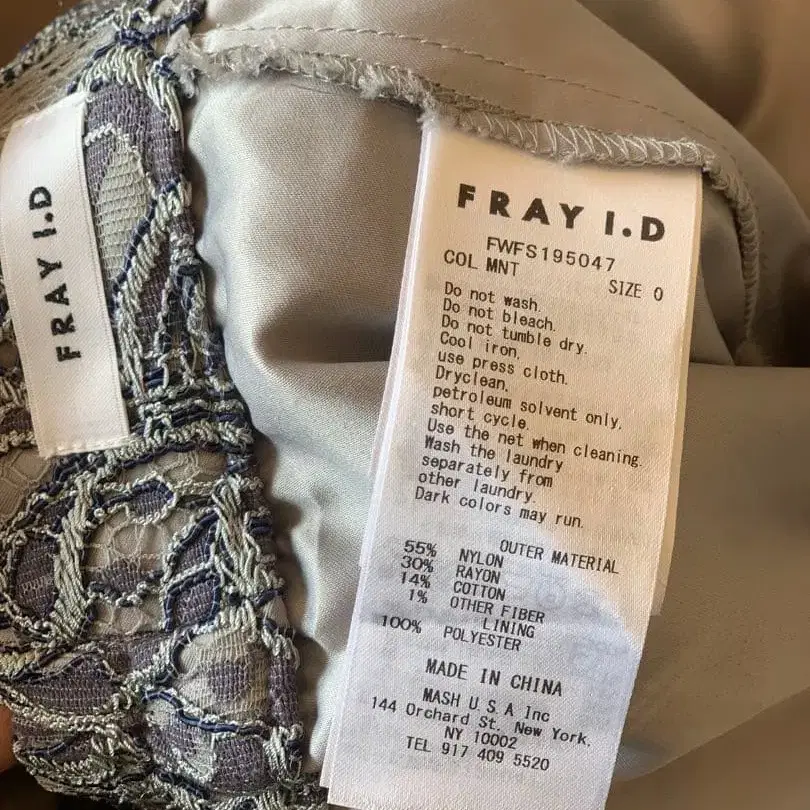 FRAY I.D
FRAY I.D
FWFS195047
COL MNT
SIZE 0
Do not wash.
Do not bleach.
Do not tumble dry.
Cool iron,
use press cloth.
Dryclean,
petroleum solvent only,
short cycle.
Use the net when cleaning.
Wash the laundry
separately from
other laundry.
Dark colors may run.
OUTER MATERIAL
55% NYLON
30% RAYON
14% COTTON
1% OTHER FIBER
LINING
100% POLYESTER
MADE IN CHINA
MASH U.S.A Inc
144 Orchard St, New York,
NY 10002
TEL 917 409 5520